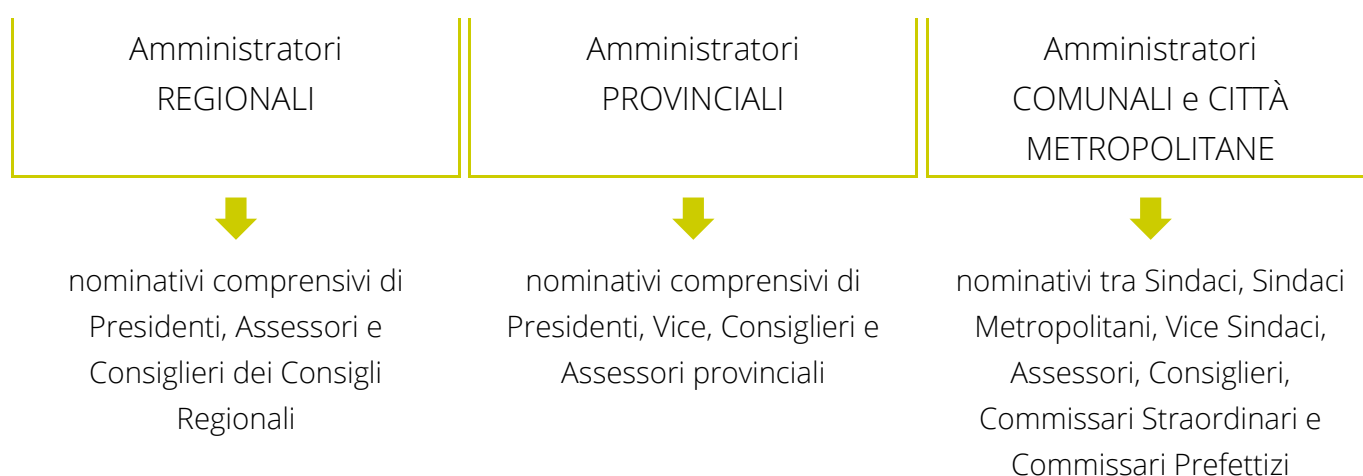 Amministratori
REGIONALI
nominativi comprensivi di
Presidenti, Assessori e
Consiglieri dei Consigli
Regionali
Amministratori
PROVINCIALI
nominativi comprensivi di
Presidenti, Vice, Consiglieri e
Assessori provinciali
Amministratori
COMUNALI e CITTÀ
METROPOLITANE
nominativi tra Sindaci, Sindaci
Metropolitani, Vice Sindaci,
Assessori, Consiglieri,
Commissari Straordinari e
Commissari Prefettizi